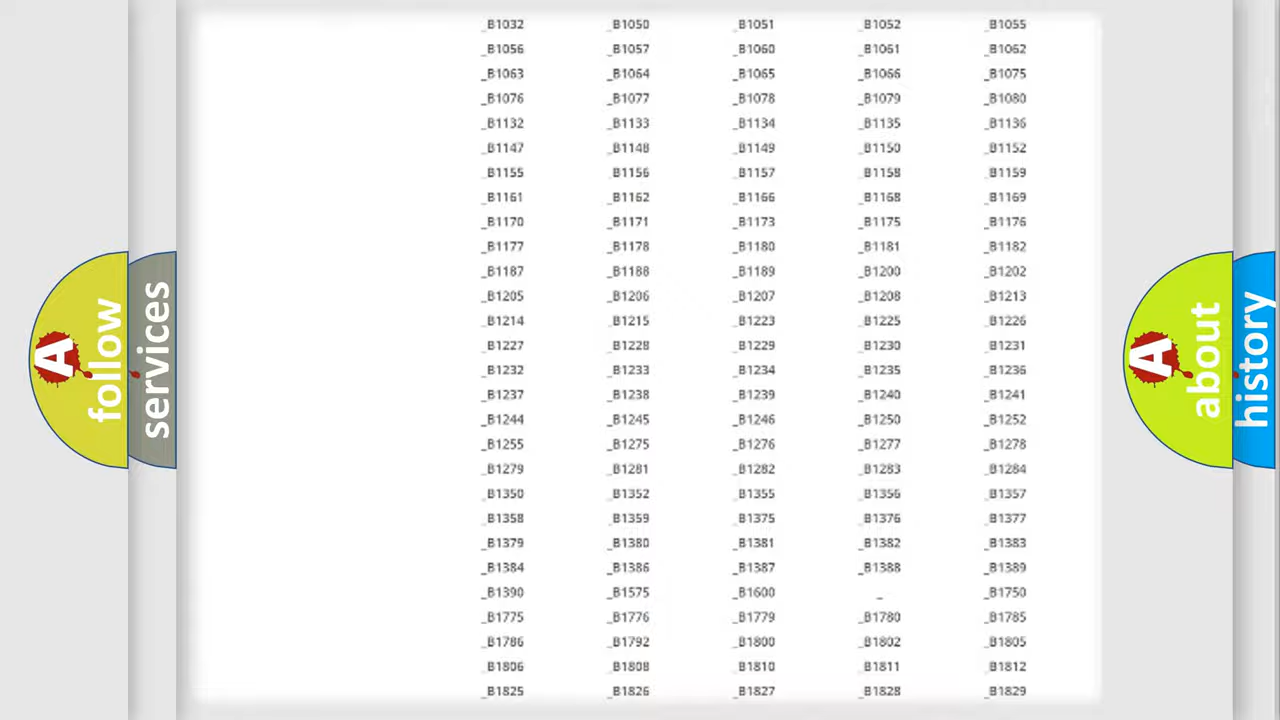 _B1032 _B1050 _B1051 _B1052 _B1055
_B1056 _B1057 _B1060 _B1061 _B1062
_B1063 _B1064 _B1065 _B1066 _B1075
_B1076 _B1077 _B1078 _B1079 _B1080
_B1132 _B1133 _B1134 _B1135 _B1136
_B1147 _B1148 _B1149 _B1150 _B1152
_B1155 _B1156 _B1157 _B1158 _B1159
_B1161 _B1162 _B1166 _B1168 _B1169
_B1170 _B1171 _B1173 _B1175 _B1176
_B1177 _B1178 _B1180 _B1181 _B1182
_B1187 _B1188 _B1189 _B1200 _B1202
_B1205 _B1206 _B1207 _B1208 _B1213
_B1214 _B1215 _B1223 _B1225 _B1226
_B1227 _B1228 _B1229 _B1230 _B1231
_B1232 _B1233 _B1234 _B1235 _B1236
_B1237 _B1238 _B1239 _B1240 _B1241
_B1244 _B1245 _B1246 _B1250 _B1252
_B1255 _B1275 _B1276 _B1277 _B1278
_B1279 _B1281 _B1282 _B1283 _B1284
_B1350 _B1352 _B1355 _B1356 _B1357
_B1358 _B1359 _B1375 _B1376 _B1377
_B1379 _B1380 _B1381 _B1382 _B1383
_B1384 _B1386 _B1387 _B1388 _B1389
_B1390 _B1575 _B1600 _ _B1750
_B1775 _B1776 _B1779 _B1780 _B1785
_B1786 _B1792 _B1800 _B1802 _B1805
_B1806 _B1808 _B1810 _B1811 _B1812
_B1825 _B1826 _B1827 _B1828 _B1829
A
follow
services
A
about
history